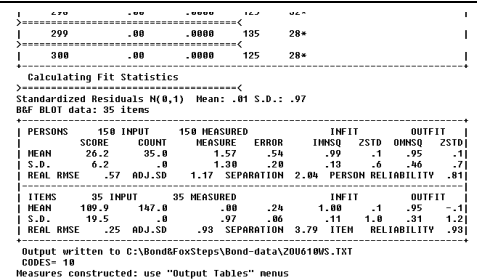 >=====================<
| 299 .00 .0000 135 28*
>=====================<
| 300 .00 .0000 125 28*
Calculating Fit Statistics
>=====================<
Standardized Residuals N(0,1) Mean: .01 S.D.: .97
B&F BLOT data: 35 items
| PERSONS 150 INPUT 150 MEASURED INFIT OUTFIT |
| SCORE COUNT MEASURE ERROR IMNSQ ZSTD OMNSQ ZSTD|
| MEAN 26.2 35.0 1.57 .54 .99 .1 .95 .1|
| S.D. 6.2 .0 1.30 .20 .13 .6 .46 .7|
| REAL RMSE .57 ADJ.SD 1.17 SEPARATION 2.04 PERSON RELIABILITY .81|
| ITEMS 35 INPUT 35 MEASURED INFIT OUTFIT |
| MEAN 109.9 147.0 .00 .24 1.00 .1 .95 -.1|
| S.D. 19.5 .0 .97 .06 .11 1.0 .31 1.2|
| REAL RMSE .25 ADJ.SD .93 SEPARATION 3.79 ITEM RELIABILITY .93|
Output written to C:\Bond&FoxSteps\Bond-data\ZOU610WS.TXT
CODES= 10
Measures constructed: use "Output Tables" menus